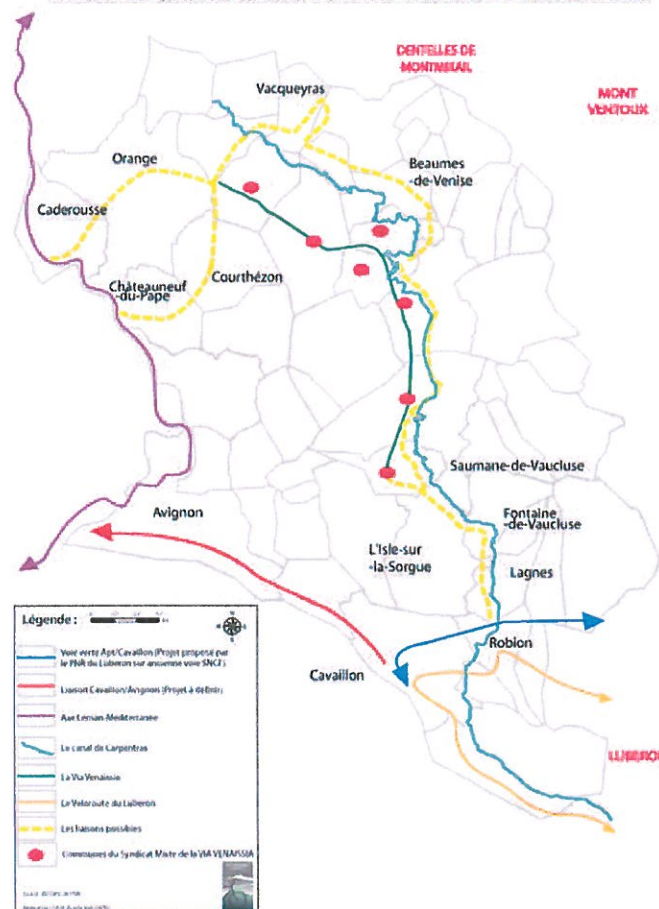 DENTELLES DE
MONTMIRAIL
MONT
VENTOUX
Vacqueyras
Orange
Beaumes
-de-Venise
Caderousse
Châteauneuf
-du-Pape
Courthézon
Saumane-de-Vaucluse
Avignon
Fontaine
-de-Vaucluse
L'Isle-sur
-la-Sorgue
Lagnes
Robion
Cavaillon
LUBERON
Légende :
Voie verte Apt/Cavaillon (Projet proposé par
le PNR du Luberon sur ancienne voie SNCF)
Liaison Cavaillon/Avignon (Projet à définir)
Axe Léman-Méditerranée
Le canal de Carpentras
La Via Venaissia
Le Véloroute du Luberon
Les liaisons possibles
Communes du Syndicat Mixte de la VIA VENAISSIA